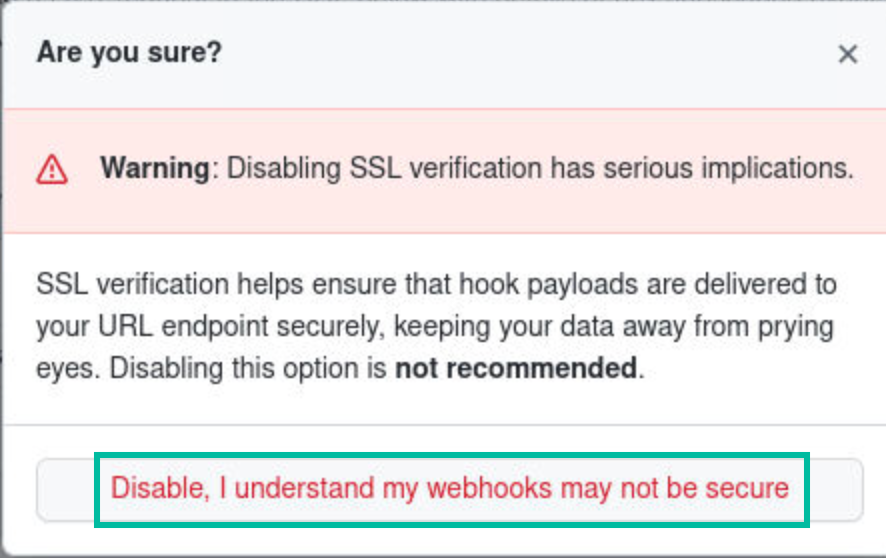 Are you sure?
Warning: Disabling SSL verification has serious implications.
SSL verification helps ensure that hook payloads are delivered to
your URL endpoint securely, keeping your data away from prying
eyes. Disabling this option is not recommended.
Disable, I understand my webhooks may not be secure